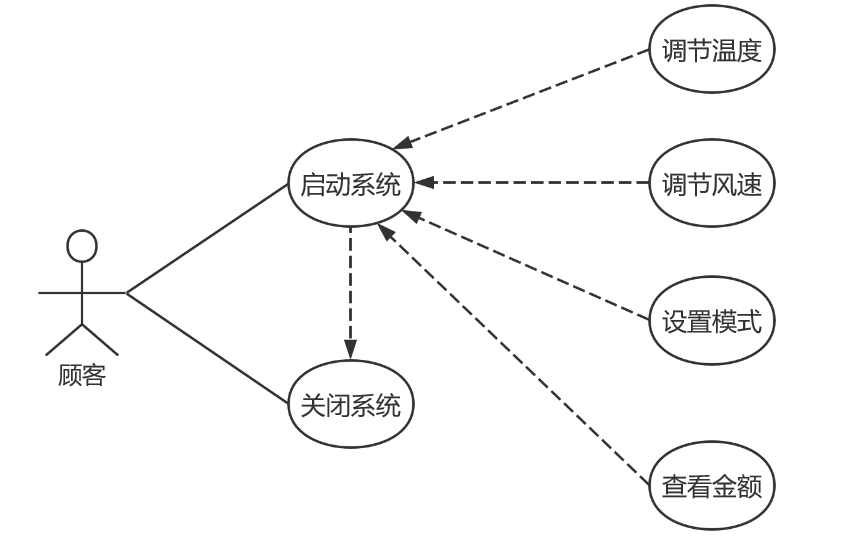 调节温度
启动系统
调节风速
设置模式
顾客
关闭系统
查看金额